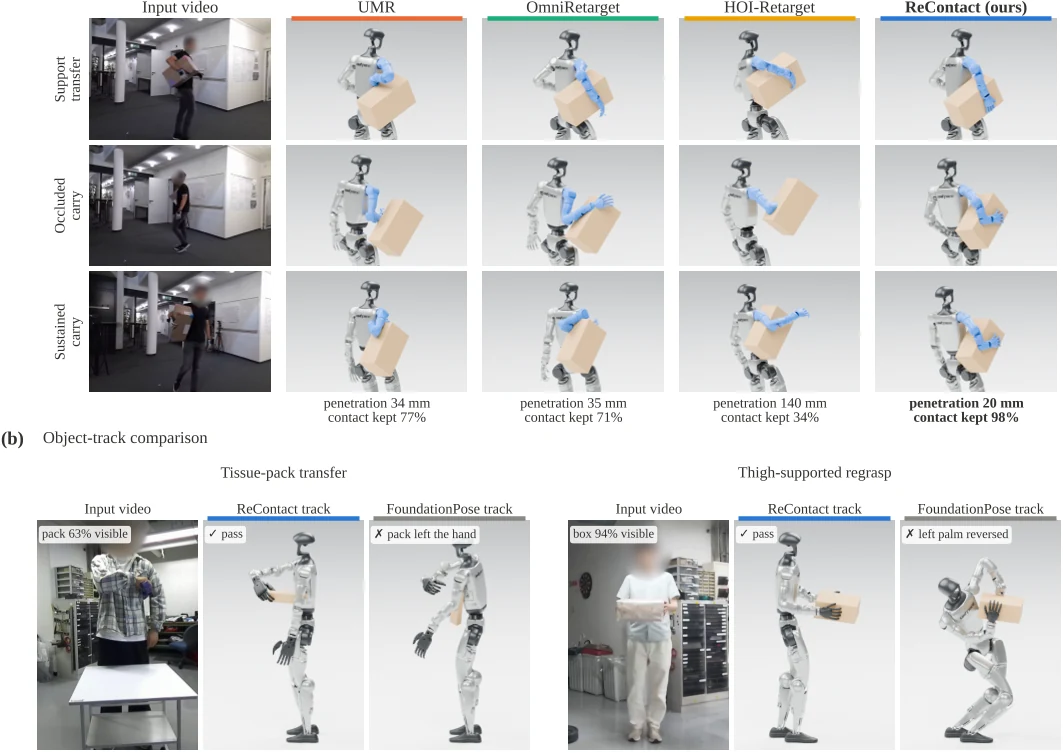 Input video
UMR
OmniRetarget
HOI-Retarget
ReContact (ours)
Support
transfer
Occluded
carry
Sustained
carry
penetration 34 mm
contact kept 77%
penetration 35 mm
contact kept 71%
penetration 140 mm
contact kept 34%
penetration 20 mm
contact kept 98%
(b) Object-track comparison
Tissue-pack transfer
Thigh-supported regrasp
Input video
ReContact track
FoundationPose track
Input video
ReContact track
FoundationPose track
pack 63% visible
✓ pass
✗ pack left the hand
box 94% visible
✓ pass
✗ left palm reversed